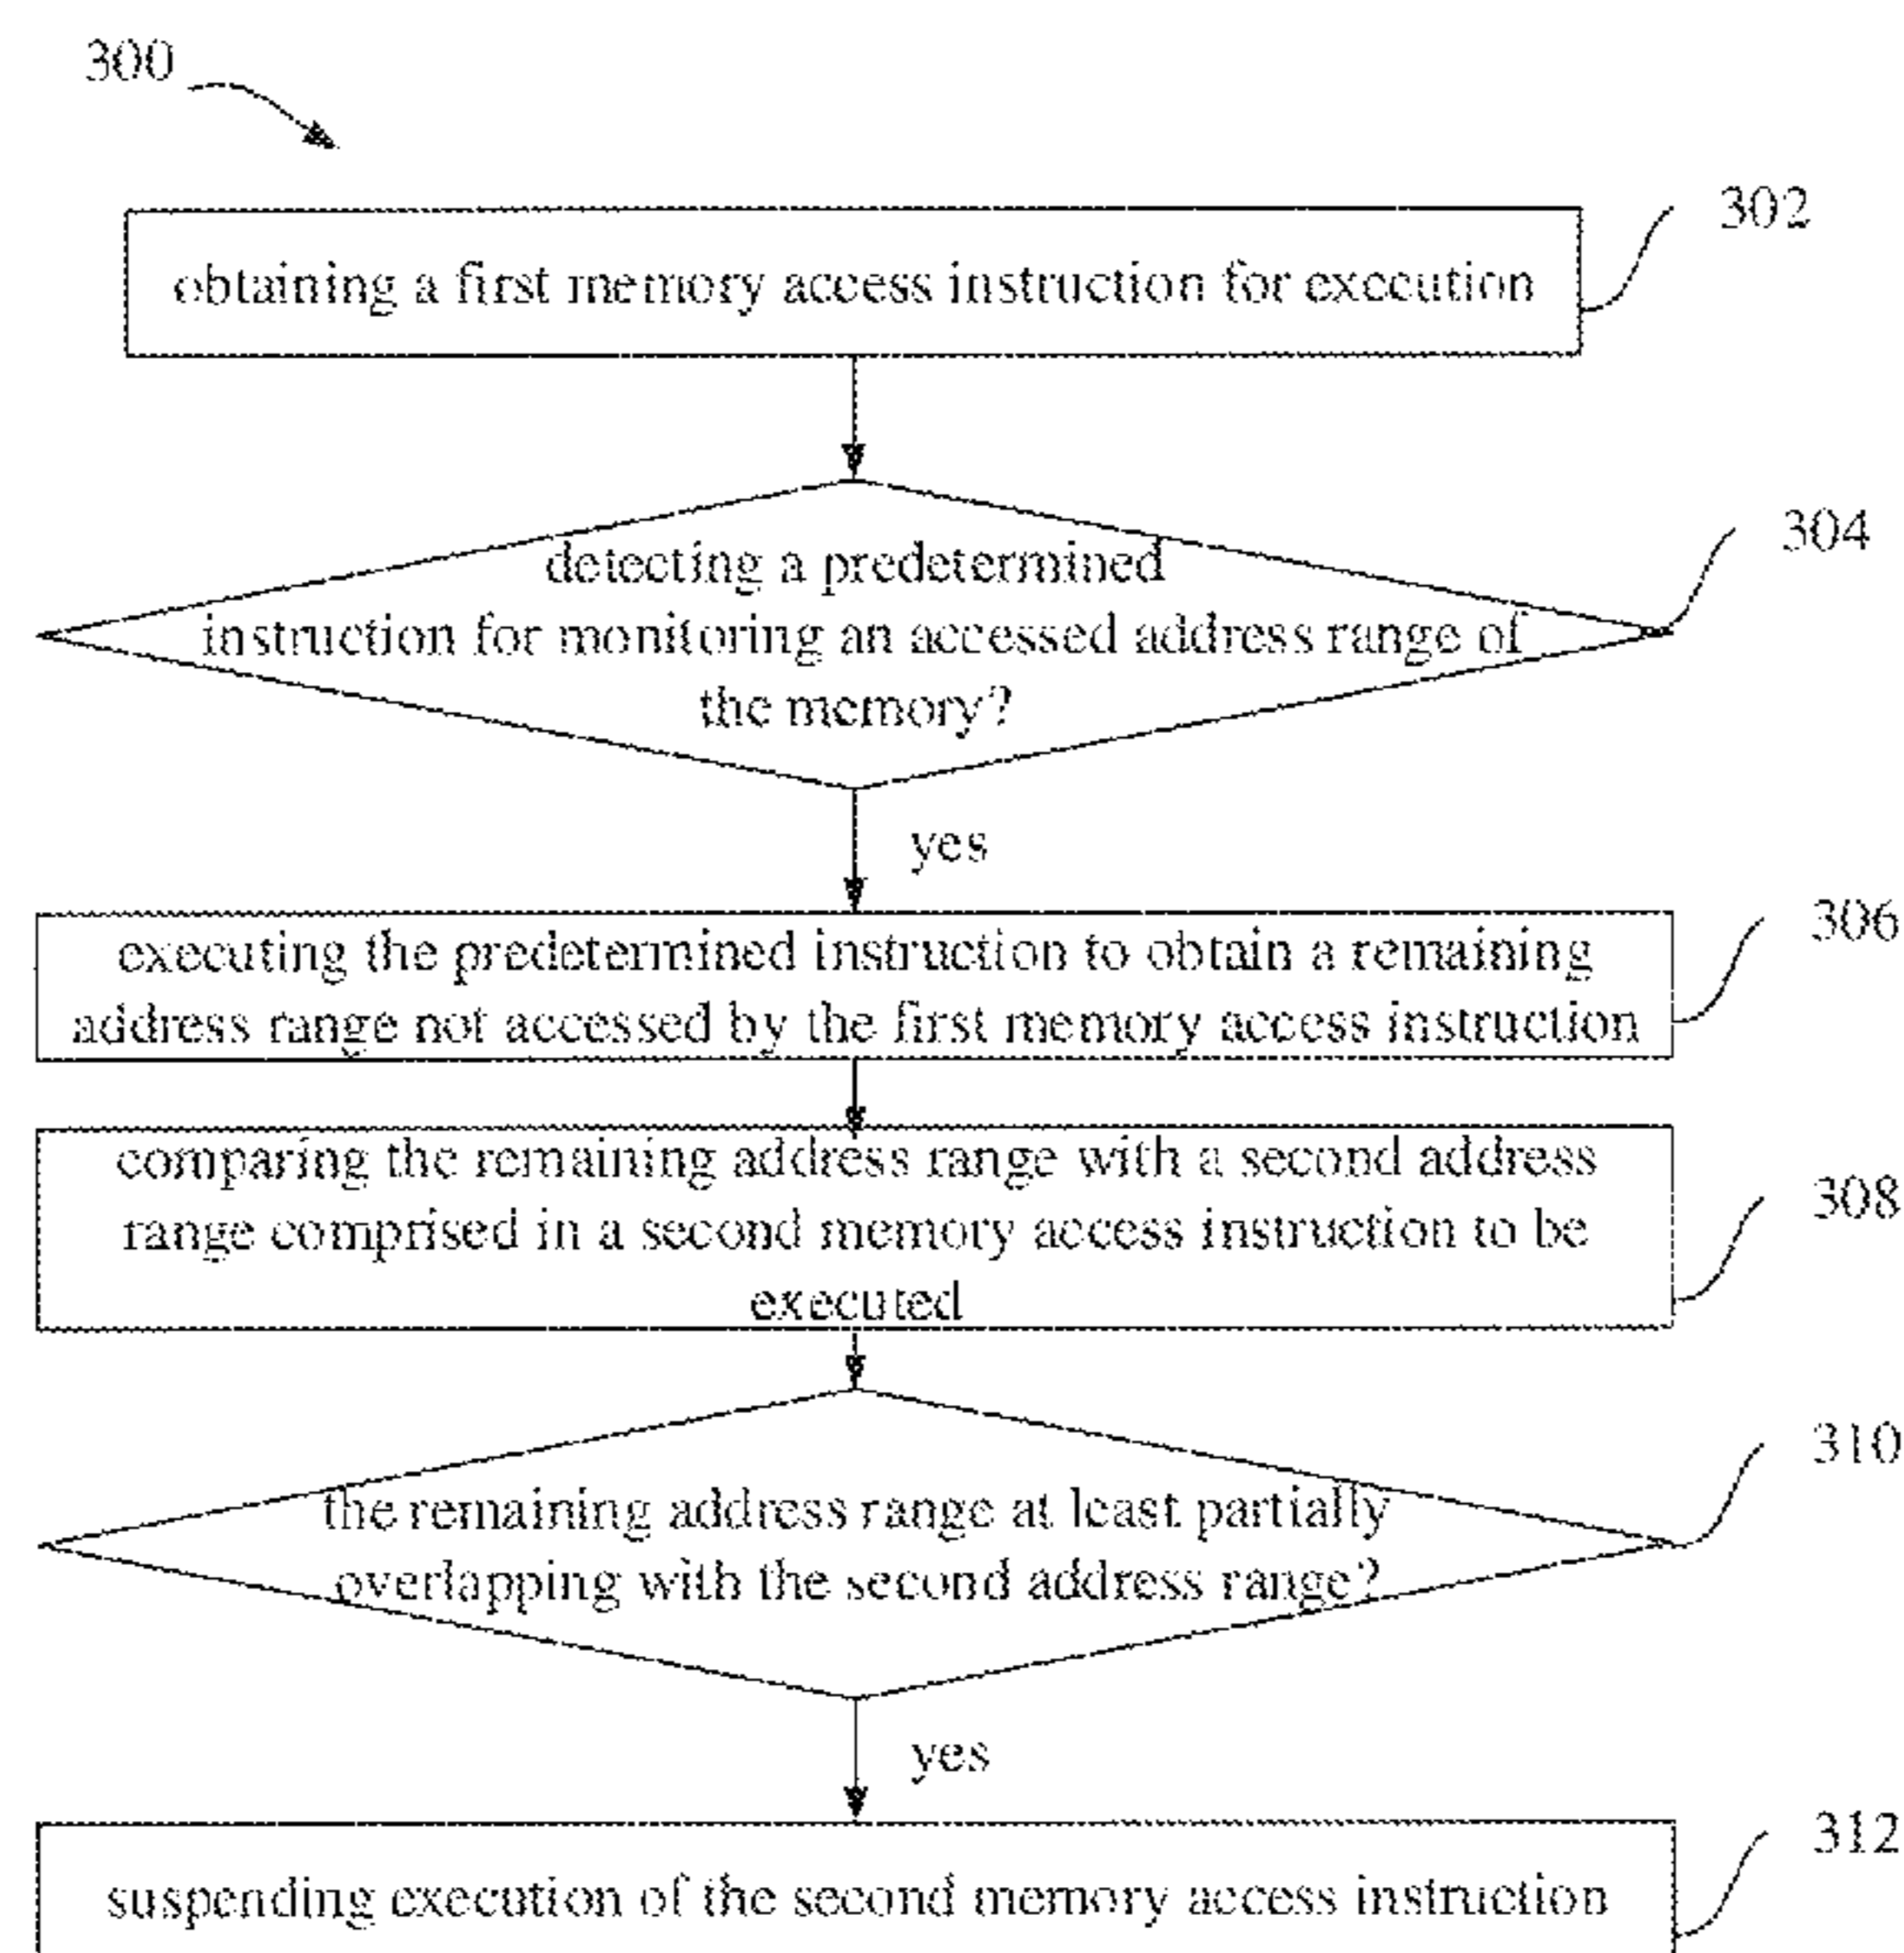 300
302
obtaining a first memory access instruction for execution
304
detecting a predetermined
instruction for monitoring an accessed address range of
the memory?
yes
306
executing the predetermined instruction to obtain a remaining
address range not accessed by the first memory access instruction
308
comparing the remaining address range with a second address
range comprised in a second memory access instruction to be
executed
310
the remaining address range at least partially
overlapping with the second address range?
yes
312
suspending execution of the second memory access instruction